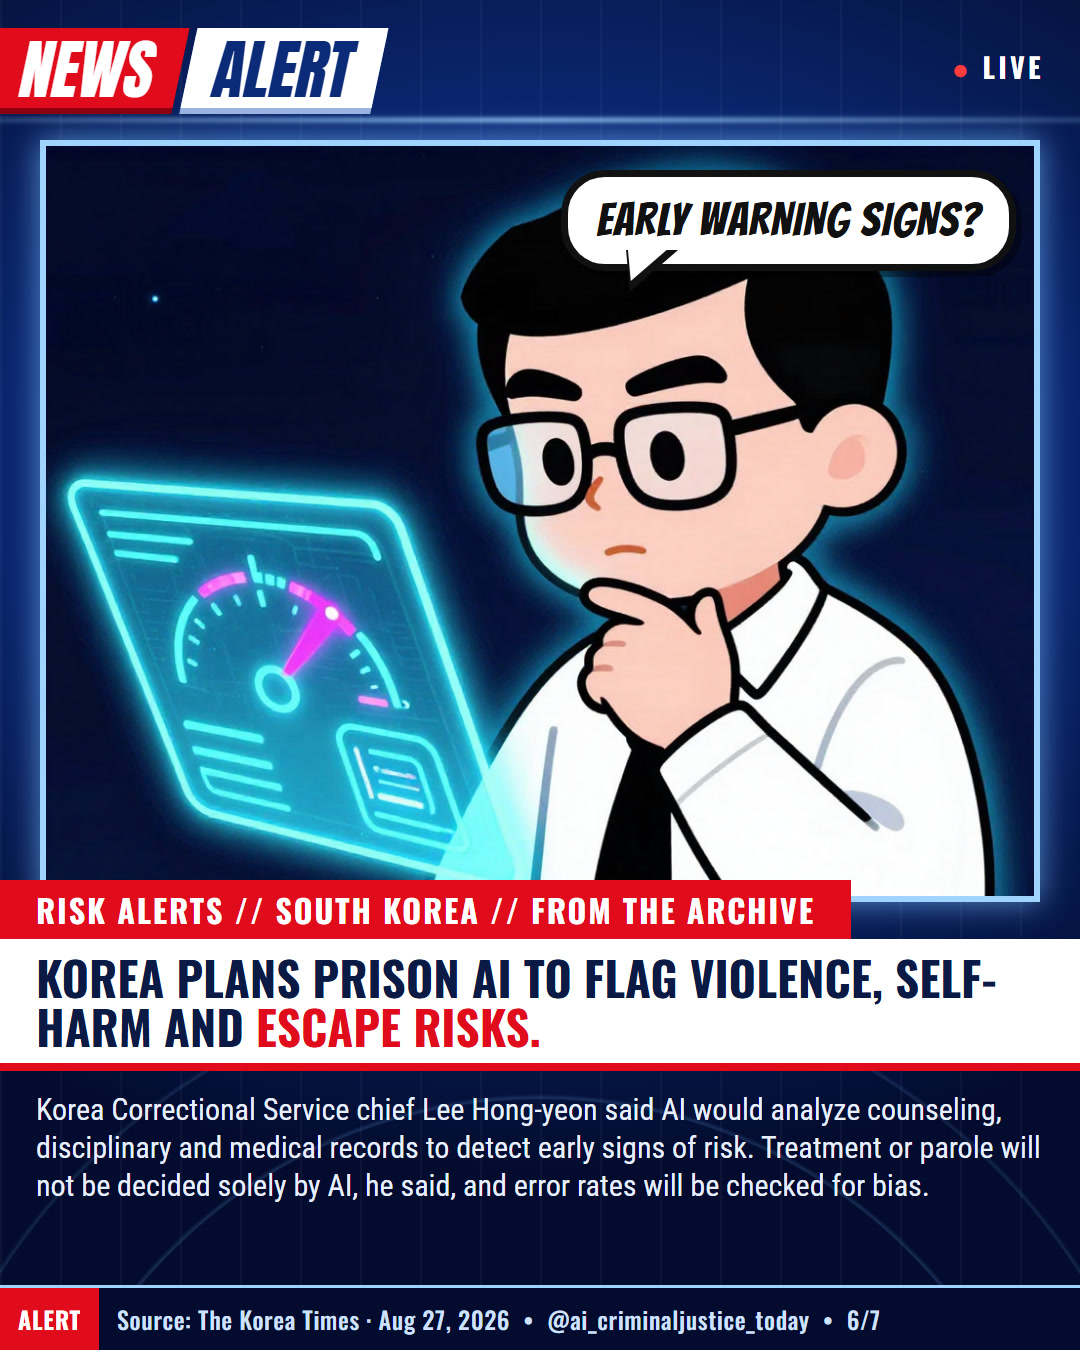 NEWS ALERT
LIVE
EARLY WARNING SIGNS?
RISK ALERTS // SOUTH KOREA // FROM THE ARCHIVE
KOREA PLANS PRISON AI TO FLAG VIOLENCE, SELF-
HARM AND ESCAPE RISKS.
Korea Correctional Service chief Lee Hong-yeon said AI would analyze counseling,
disciplinary and medical records to detect early signs of risk. Treatment or parole will
not be decided solely by AI, he said, and error rates will be checked for bias.
ALERT Source: The Korea Times · Aug 27, 2026 • @ai_criminaljustice_today • 6/7